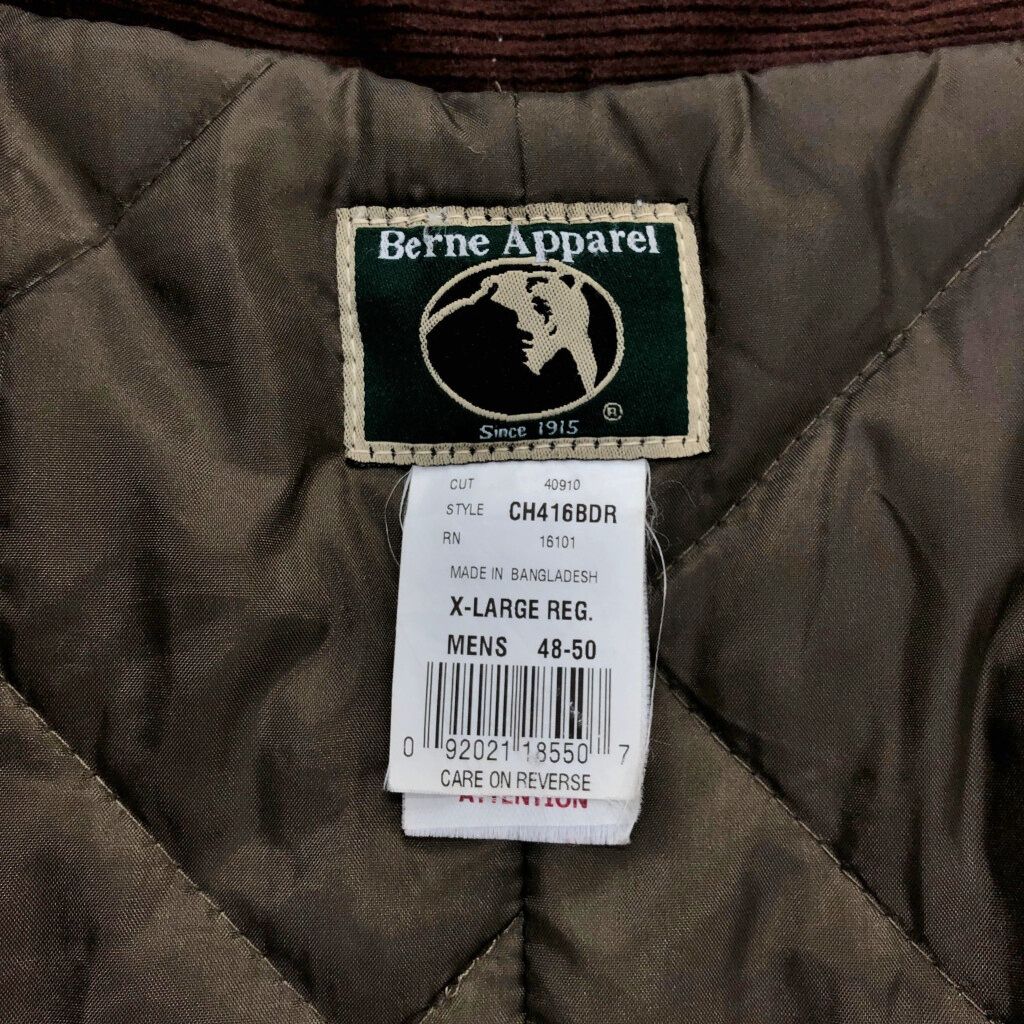 Berne Apparel
®
Since 1915
CUT 40910
STYLE CH416BDR
RN 16101
MADE IN BANGLADESH
X-LARGE REG.
MENS 48-50
0 92021 18550 7
CARE ON REVERSE
ATTENTION